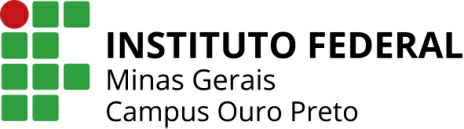 INSTITUTO FEDERAL
Minas Gerais
Campus Ouro Preto